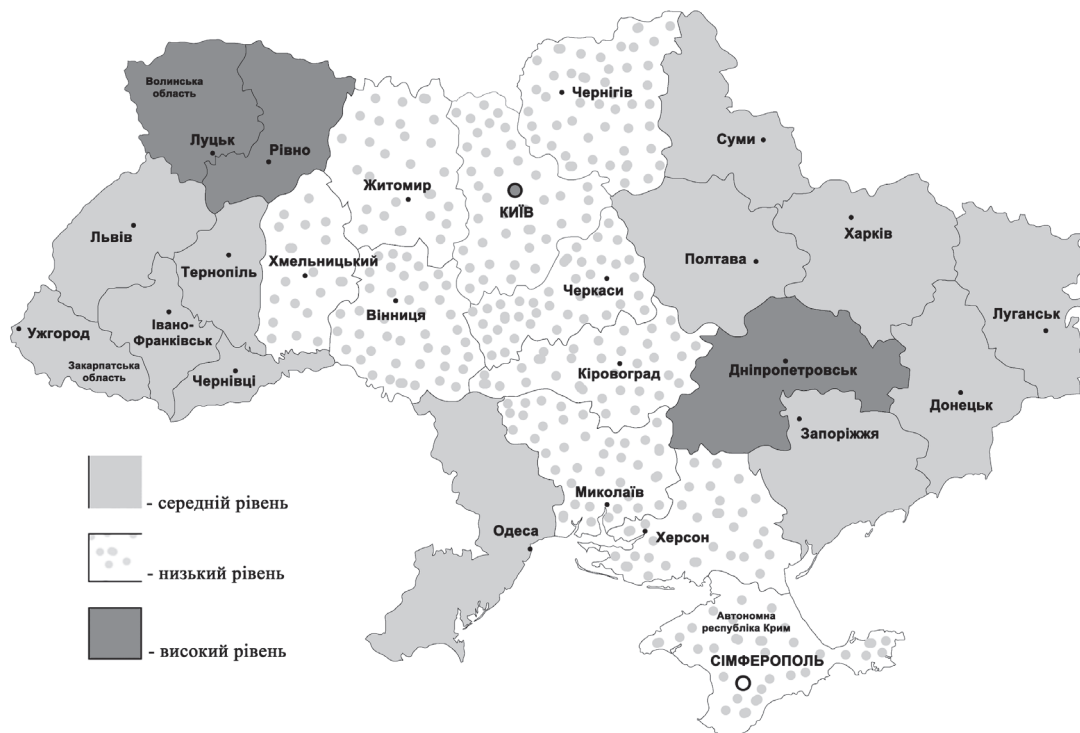 Волинська
область
Луцьк
Рівно
Житомир
КИЇВ
Чернігів
Суми
Львів
Тернопіль
Хмельницький
Вінниця
Черкаси
Полтава
Харків
Луганськ
Ужгород
Івано-
Франківськ
Закарпатська
область
Чернівці
Кіровоград
Дніпропетровськ
Донецьк
Запоріжжя
Миколаїв
Одеса
Херсон
Автономна
республіка Крим
СІМФЕРОПОЛЬ
- середній рівень
- низький рівень
- високий рівень